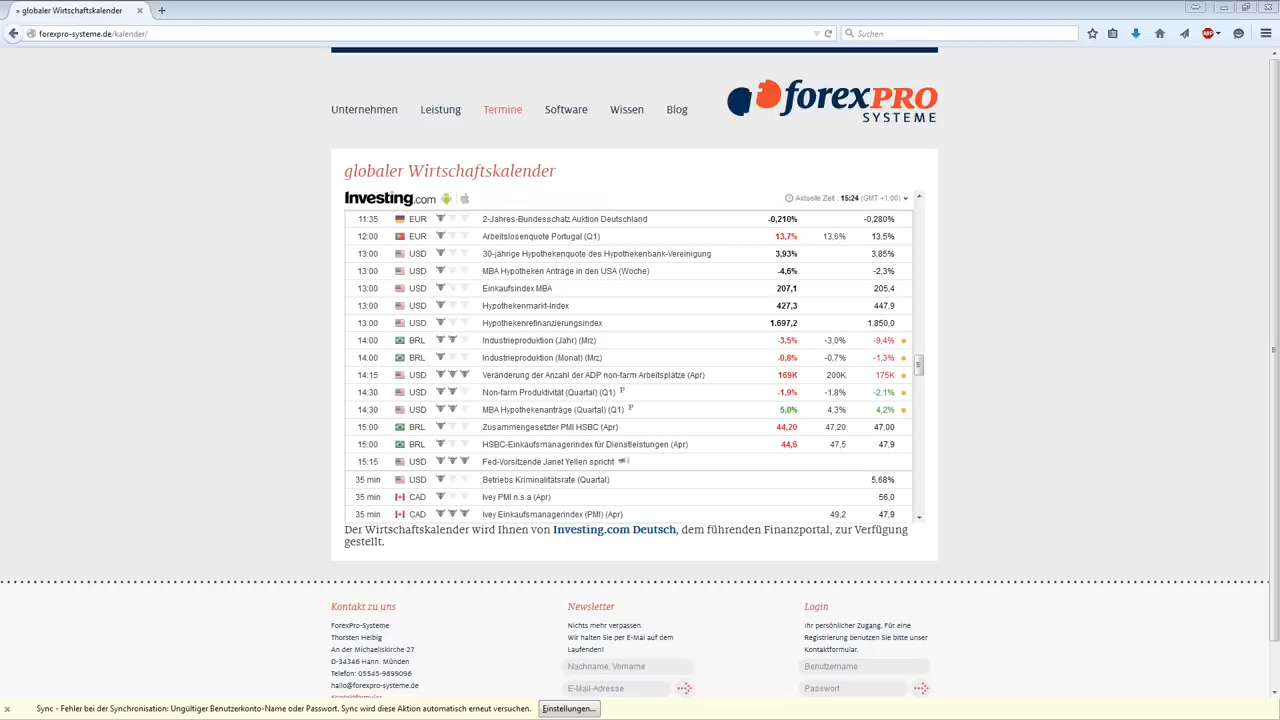 » globaler Wirtschaftskalender
forexpro-systeme.de/kalender/
Suchen
ABP
Unternehmen Leistung Termine Software Wissen Blog
forexPRO
SYSTEME
globaler Wirtschaftskalender
Investing.com Aktuelle Zeit : 15:24 (GMT +1:00)
11:35 EUR 2-Jahres-Bundesschatz Auktion Deutschland -0,210% -0,280%
12:00 EUR Arbeitslosenquote Portugal (Q1) 13,7% 13,6% 13,5%
13:00 USD 30-jährige Hypothekenquote des Hypothekenbank-Vereinigung 3,93% 3,85%
13:00 USD MBA Hypotheken Anträge in den USA (Woche) -4,6% -2,3%
13:00 USD Einkaufsindex MBA 207,1 205,4
13:00 USD Hypothekenmarkt-Index 427,3 447,9
13:00 USD Hypothekenrefinanzierungsindex 1.697,2 1.850,0
14:00 BRL Industrieproduktion (Jahr) (Mrz) -3,5% -3,0% -9,4%
14:00 BRL Industrieproduktion (Monat) (Mrz) -0,8% -0,7% -1,3%
14:15 USD Veränderung der Anzahl der ADP non-farm Arbeitsplätze (Apr) 169K 200K 175K
14:30 USD Non-farm Produktivität (Quartal) (Q1) P -1,9% -1,8% -2,1%
14:30 USD MBA Hypothekenanträge (Quartal) (Q1) P 5,0% 4,3% 4,2%
15:00 BRL Zusammengesetzter PMI HSBC (Apr) 44,20 47,20 47,00
15:00 BRL HSBC-Einkaufsmanagerindex für Dienstleistungen (Apr) 44,6 47,5 47,9
15:15 USD Fed-Vorsitzende Janet Yellen spricht
35 min USD Betriebs Kriminalitätsrate (Quartal) 5,68%
35 min CAD Ivey PMI n.s.a (Apr) 56,0
35 min CAD Ivey Einkaufsmanagerindex (PMI) (Apr) 49,2 47,9
Der Wirtschaftskalender wird Ihnen von Investing.com Deutsch, dem führenden Finanzportal, zur Verfügung
gestellt.
Kontakt zu uns
ForexPro-Systeme
Thorsten Helbig
An der Michaeliskirche 27
D-34346 Hann. Münden
Telefon: 05545-9699096
hallo@forexpro-systeme.de
Kontaktformular
Newsletter
Nichts mehr verpassen.
Wir halten Sie per E-Mai auf dem
Laufenden!
Nachname, Vorname
E-Mail-Adresse
Login
Ihr persönlicher Zugang. Für eine
Registrierung benutzen Sie bitte unser
Kontaktformular.
Benutzername
Passwort
Sync - Fehler bei der Synchronisation: Ungültiger Benutzerkonto-Name oder Passwort. Sync wird diese Aktion automatisch erneut versuchen. Einstellungen...